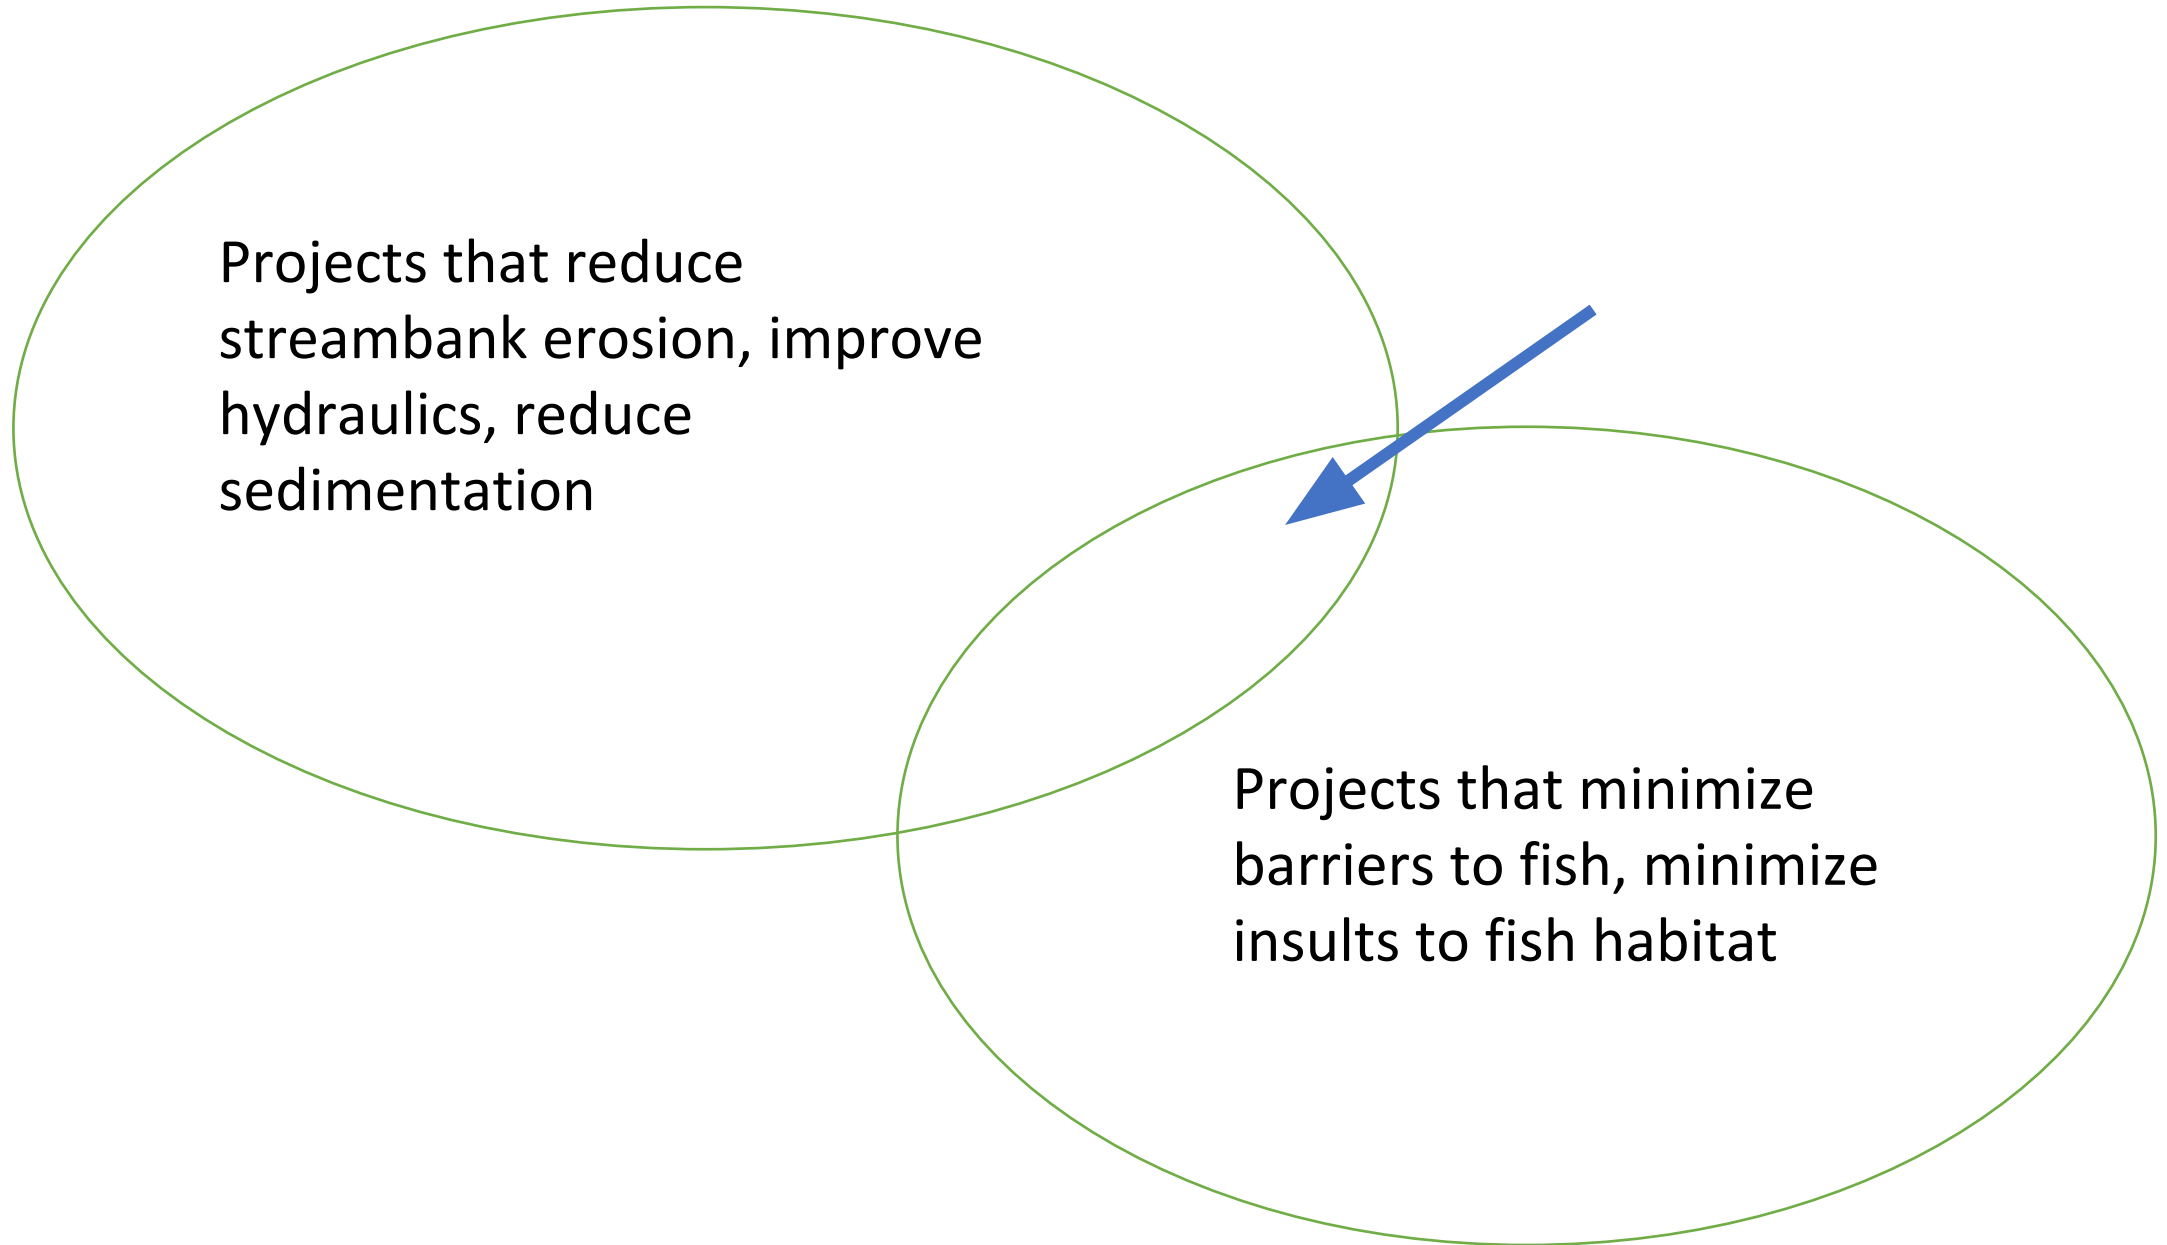 Projects that reduce
streambank erosion, improve
hydraulics, reduce
sedimentation
Projects that minimize
barriers to fish, minimize
insults to fish habitat